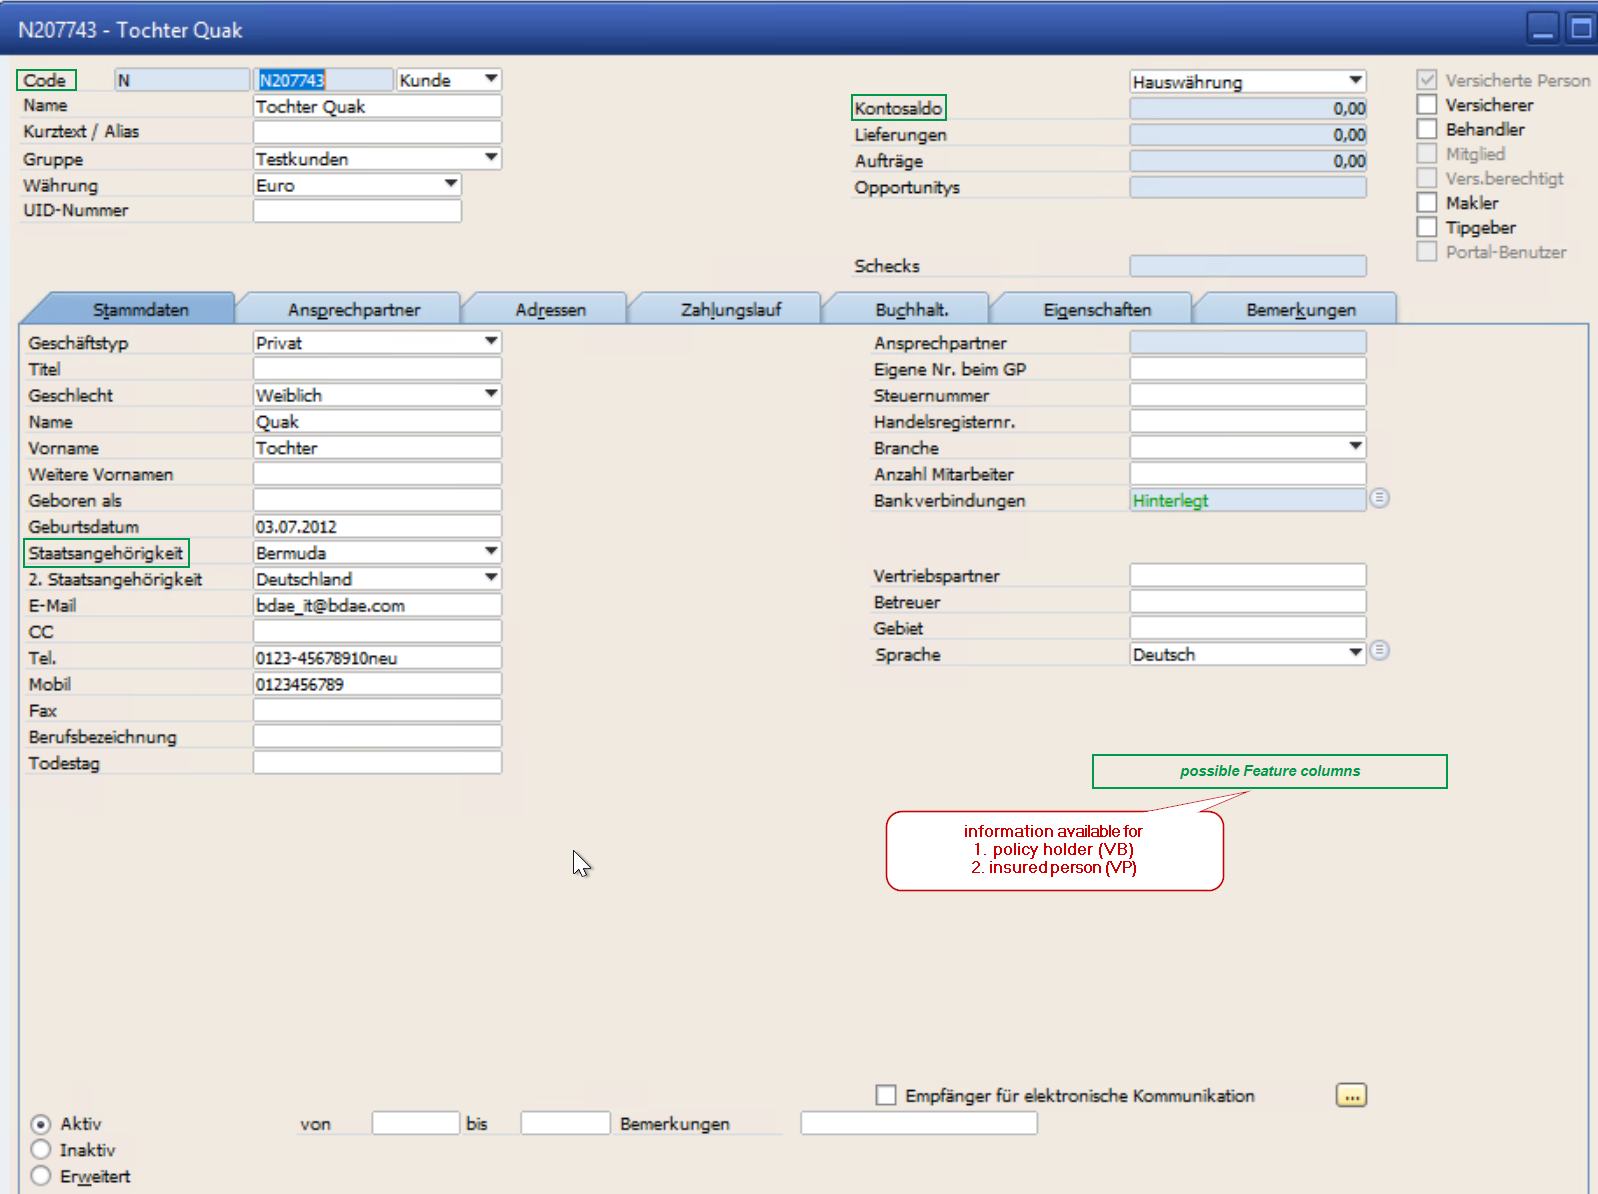 N207743 - Tochter Quak
Code N N207743 Kunde
Name Tochter Quak
Kurztext / Alias
Gruppe Testkunden
Währung Euro
UID-Nummer
Hauswährung
Kontosaldo 0,00
Lieferungen 0,00
Aufträge 0,00
Opportunitys
Schecks
Versicherte Person
Versicherer
Behandler
Mitglied
Vers.berechtigt
Makler
Tipgeber
Portal-Benutzer
Stammdaten Ansprechpartner Adressen Zahlungslauf Buchhalt. Eigenschaften Bemerkungen
Geschäftstyp Privat
Titel
Geschlecht Weiblich
Name Quak
Vorname Tochter
Weitere Vornamen
Geboren als
Geburtsdatum 03.07.2012
Staatsangehörigkeit Bermuda
2. Staatsangehörigkeit Deutschland
E-Mail bdae_it@bdae.com
CC
Tel. 0123-45678910neu
Mobil 0123456789
Fax
Berufsbezeichnung
Todestag
Ansprechpartner
Eigene Nr. beim GP
Steuernummer
Handelsregisternr.
Branche
Anzahl Mitarbeiter
Bankverbindungen Hinterlegt
Vertriebspartner
Betreuer
Gebiet
Sprache Deutsch
possible Feature columns
information available for
1. policy holder (VB)
2. insured person (VP)
Empfänger für elektronische Kommunikation ...
Aktiv von bis Bemerkungen
Inaktiv
Erweitert